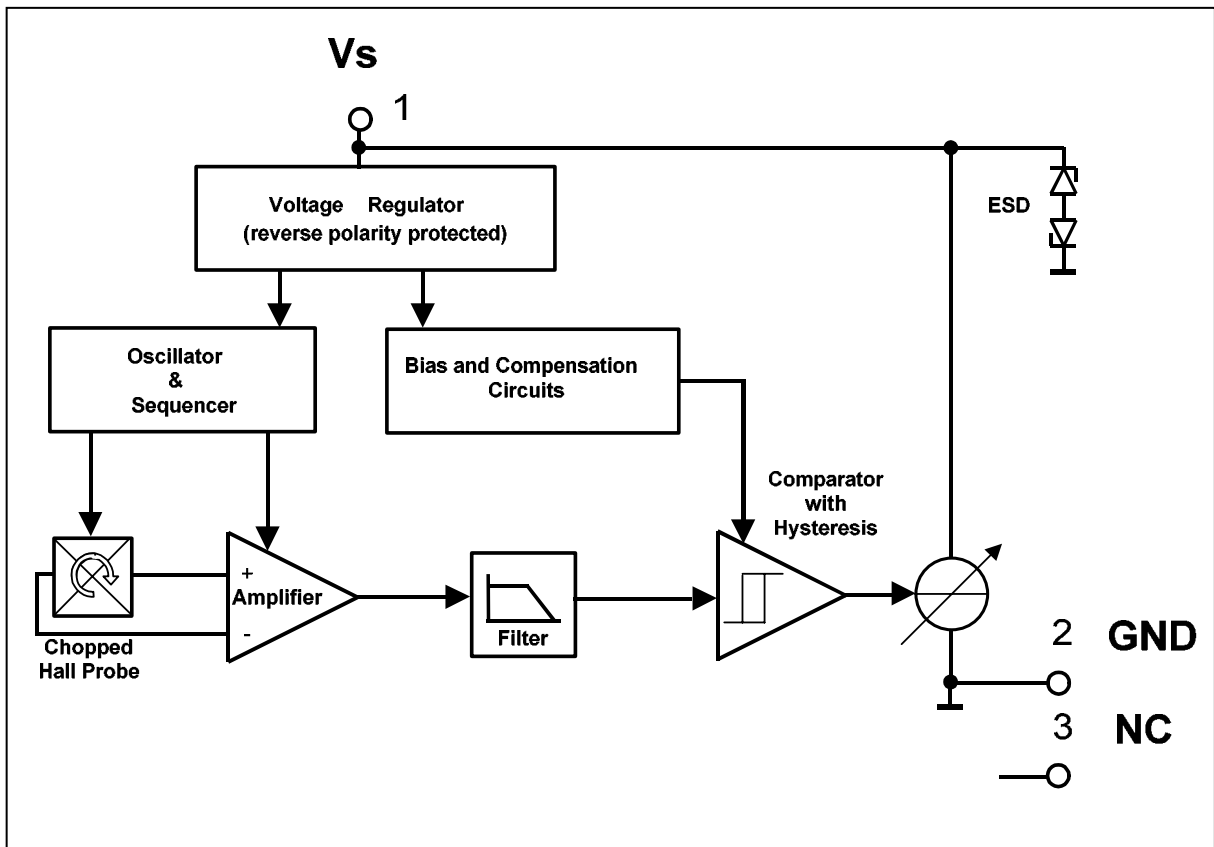 Vs
1
Voltage Regulator
(reverse polarity protected)
ESD
Oscillator
&
Sequencer
Bias and Compensation
Circuits
Comparator
with
Hysteresis
+
Amplifier
-
Filter
Chopped
Hall Probe
2 GND
3 NC